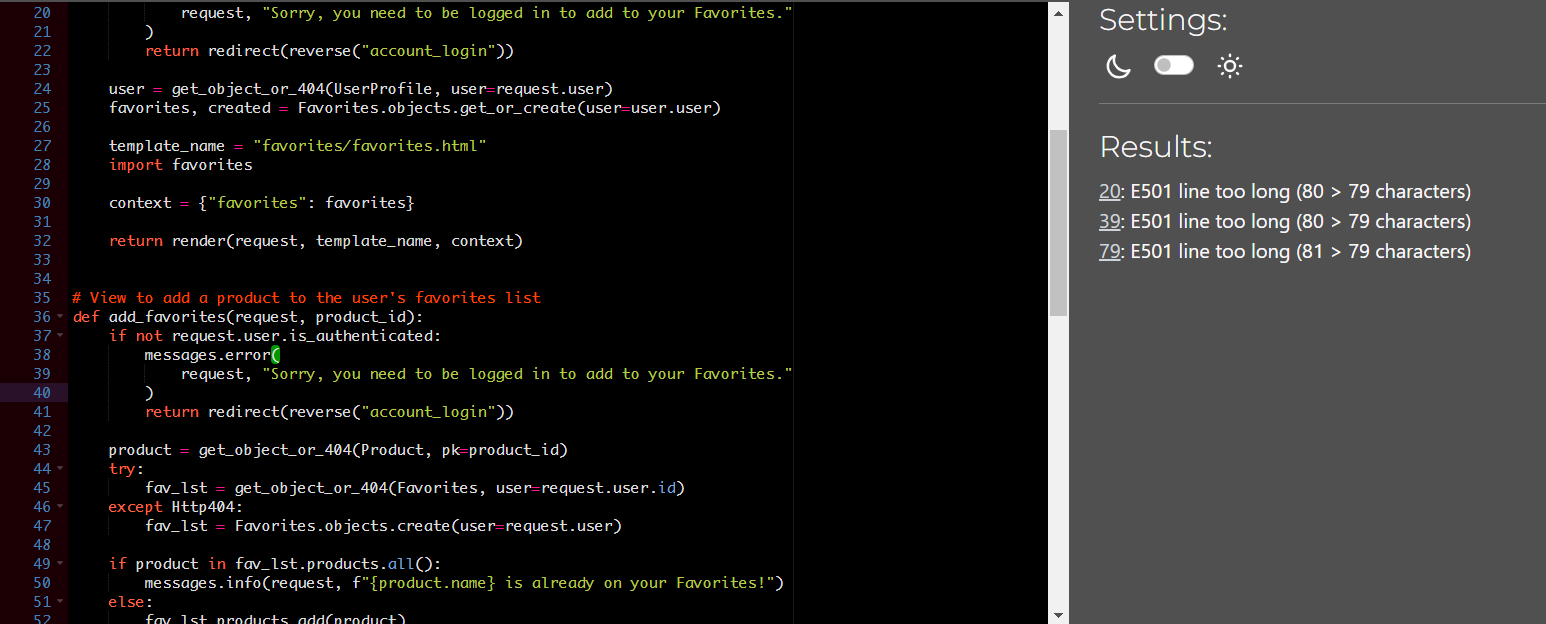 20 request, "Sorry, you need to be logged in to add to your Favorites."
21 )
22 return redirect(reverse("account_login"))
23
24 user = get_object_or_404(UserProfile, user=request.user)
25 favorites, created = Favorites.objects.get_or_create(user=user.user)
26
27 template_name = "favorites/favorites.html"
28 import favorites
29
30 context = {"favorites": favorites}
31
32 return render(request, template_name, context)
33
34
35 # View to add a product to the user's favorites list
36 def add_favorites(request, product_id):
37 if not request.user.is_authenticated:
38 messages.error(
39 request, "Sorry, you need to be logged in to add to your Favorites."
40 )
41 return redirect(reverse("account_login"))
42
43 product = get_object_or_404(Product, pk=product_id)
44 try:
45 fav_lst = get_object_or_404(Favorites, user=request.user.id)
46 except Http404:
47 fav_lst = Favorites.objects.create(user=request.user)
48
49 if product in fav_lst.products.all():
50 messages.info(request, f"{product.name} is already on your Favorites!")
51 else:
52 fav_lst.products.add(product)
Settings:
Results:
20: E501 line too long (80 > 79 characters)
39: E501 line too long (80 > 79 characters)
79: E501 line too long (81 > 79 characters)